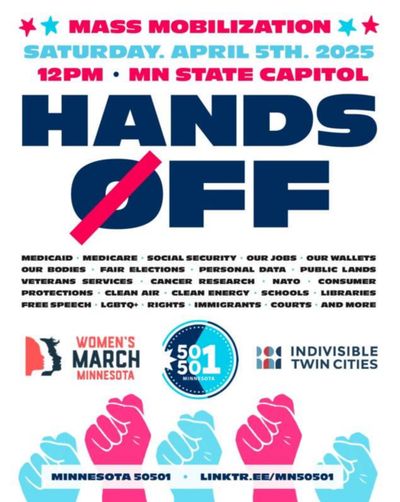 MASS MOBILIZATION
SATURDAY. APRIL 5TH. 2025
12PM • MN STATE CAPITOL
HANDS
OFF
MEDICAID • MEDICARE • SOCIAL SECURITY • OUR JOBS • OUR WALLETS
OUR BODIES • FAIR ELECTIONS • PERSONAL DATA • PUBLIC LANDS
VETERANS SERVICES • CANCER RESEARCH • NATO • CONSUMER
PROTECTIONS • CLEAN AIR • CLEAN ENERGY • SCHOOLS • LIBRARIES
FREE SPEECH • LGBTQ+ • RIGHTS • IMMIGRANTS • COURTS • AND MORE
WOMEN'S
MARCH
MINNESOTA
50
50 1
MINNESOTA
INDIVISIBLE
TWIN CITIES
MINNESOTA 50501 • LINKTR.EE/MN50501